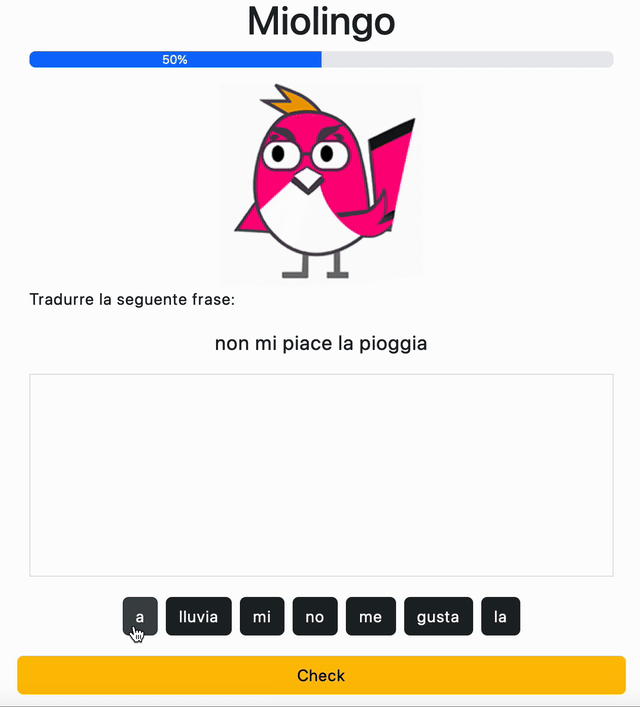 Miolingo
50%
Tradurre la seguente frase:
non mi piace la pioggia
a lluvia mi no me gusta la
Check